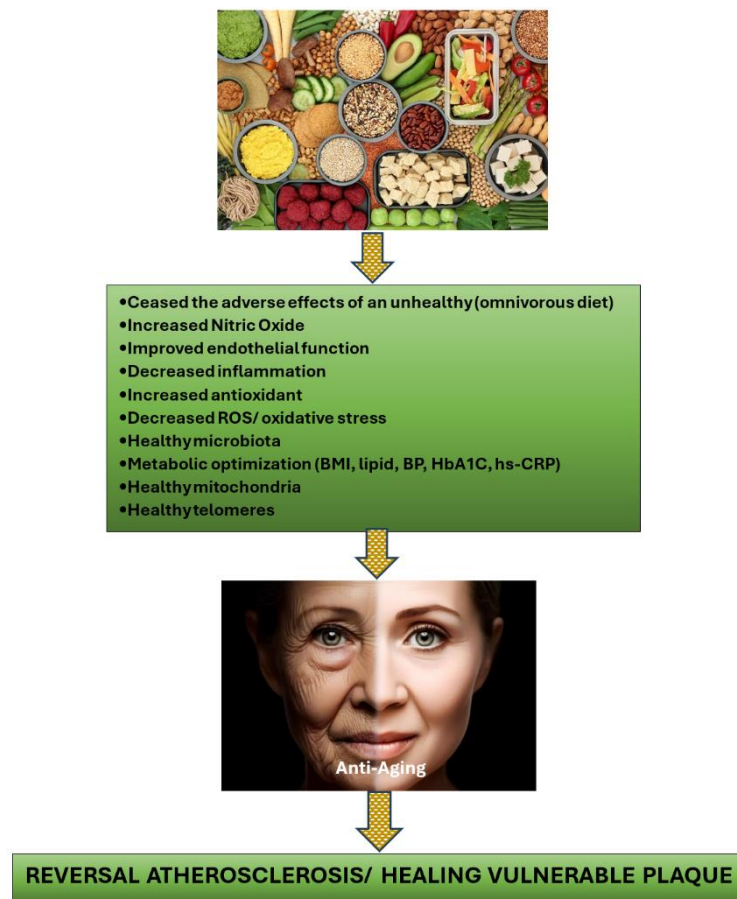 •Ceased the adverse effects of an unhealthy (omnivorous diet)
•Increased Nitric Oxide
•Improved endothelial function
•Decreased inflammation
•Increased antioxidant
•Decreased ROS/ oxidative stress
•Healthy microbiota
•Metabolic optimization (BMI, lipid, BP, HbA1C, hs-CRP)
•Healthy mitochondria
•Healthy telomeres
Anti-Aging
REVERSAL ATHEROSCLEROSIS/ HEALING VULNERABLE PLAQUE